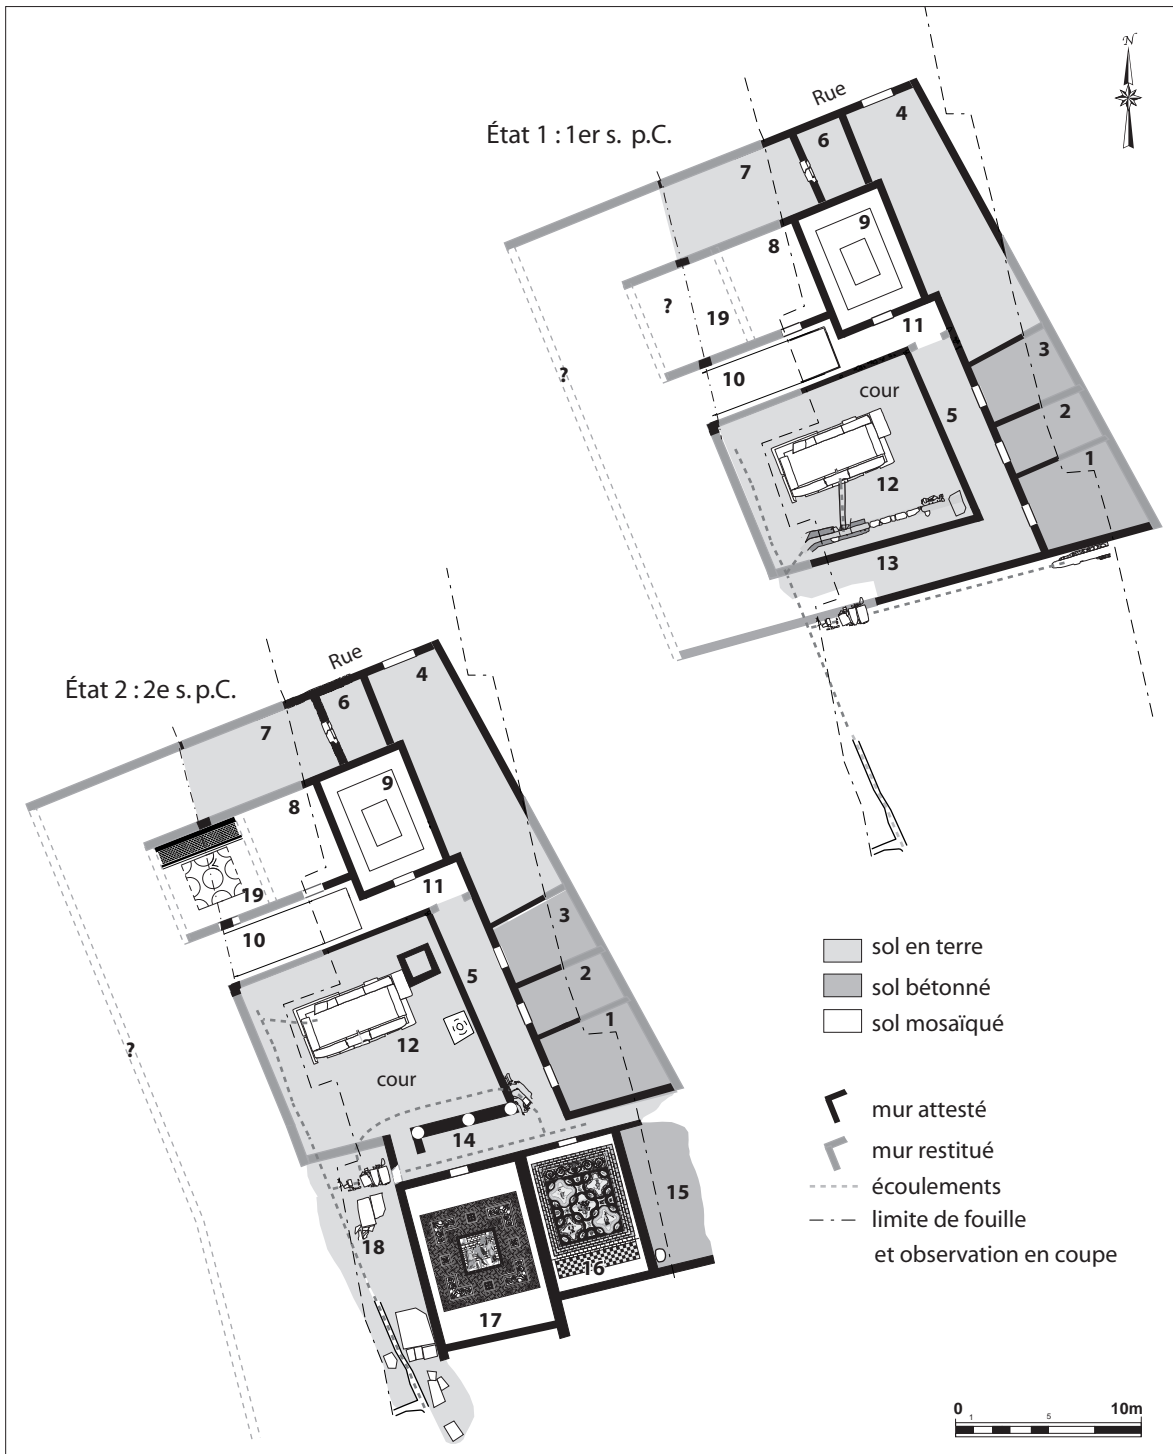 N
État 1 : 1er s. p.C.
Rue
4
6
7
9
8
?
19
11
3
10
cour
?
5
2
1
12
13
État 2 : 2e s. p.C.
Rue
4
6
7
9
8
19
11
3
10
5
2
1
?
12
cour
14
15
18
16
17
sol en terre
sol bétonné
sol mosaïqué
mur attesté
mur restitué
écoulements
limite de fouille
et observation en coupe
0 1 5 10m